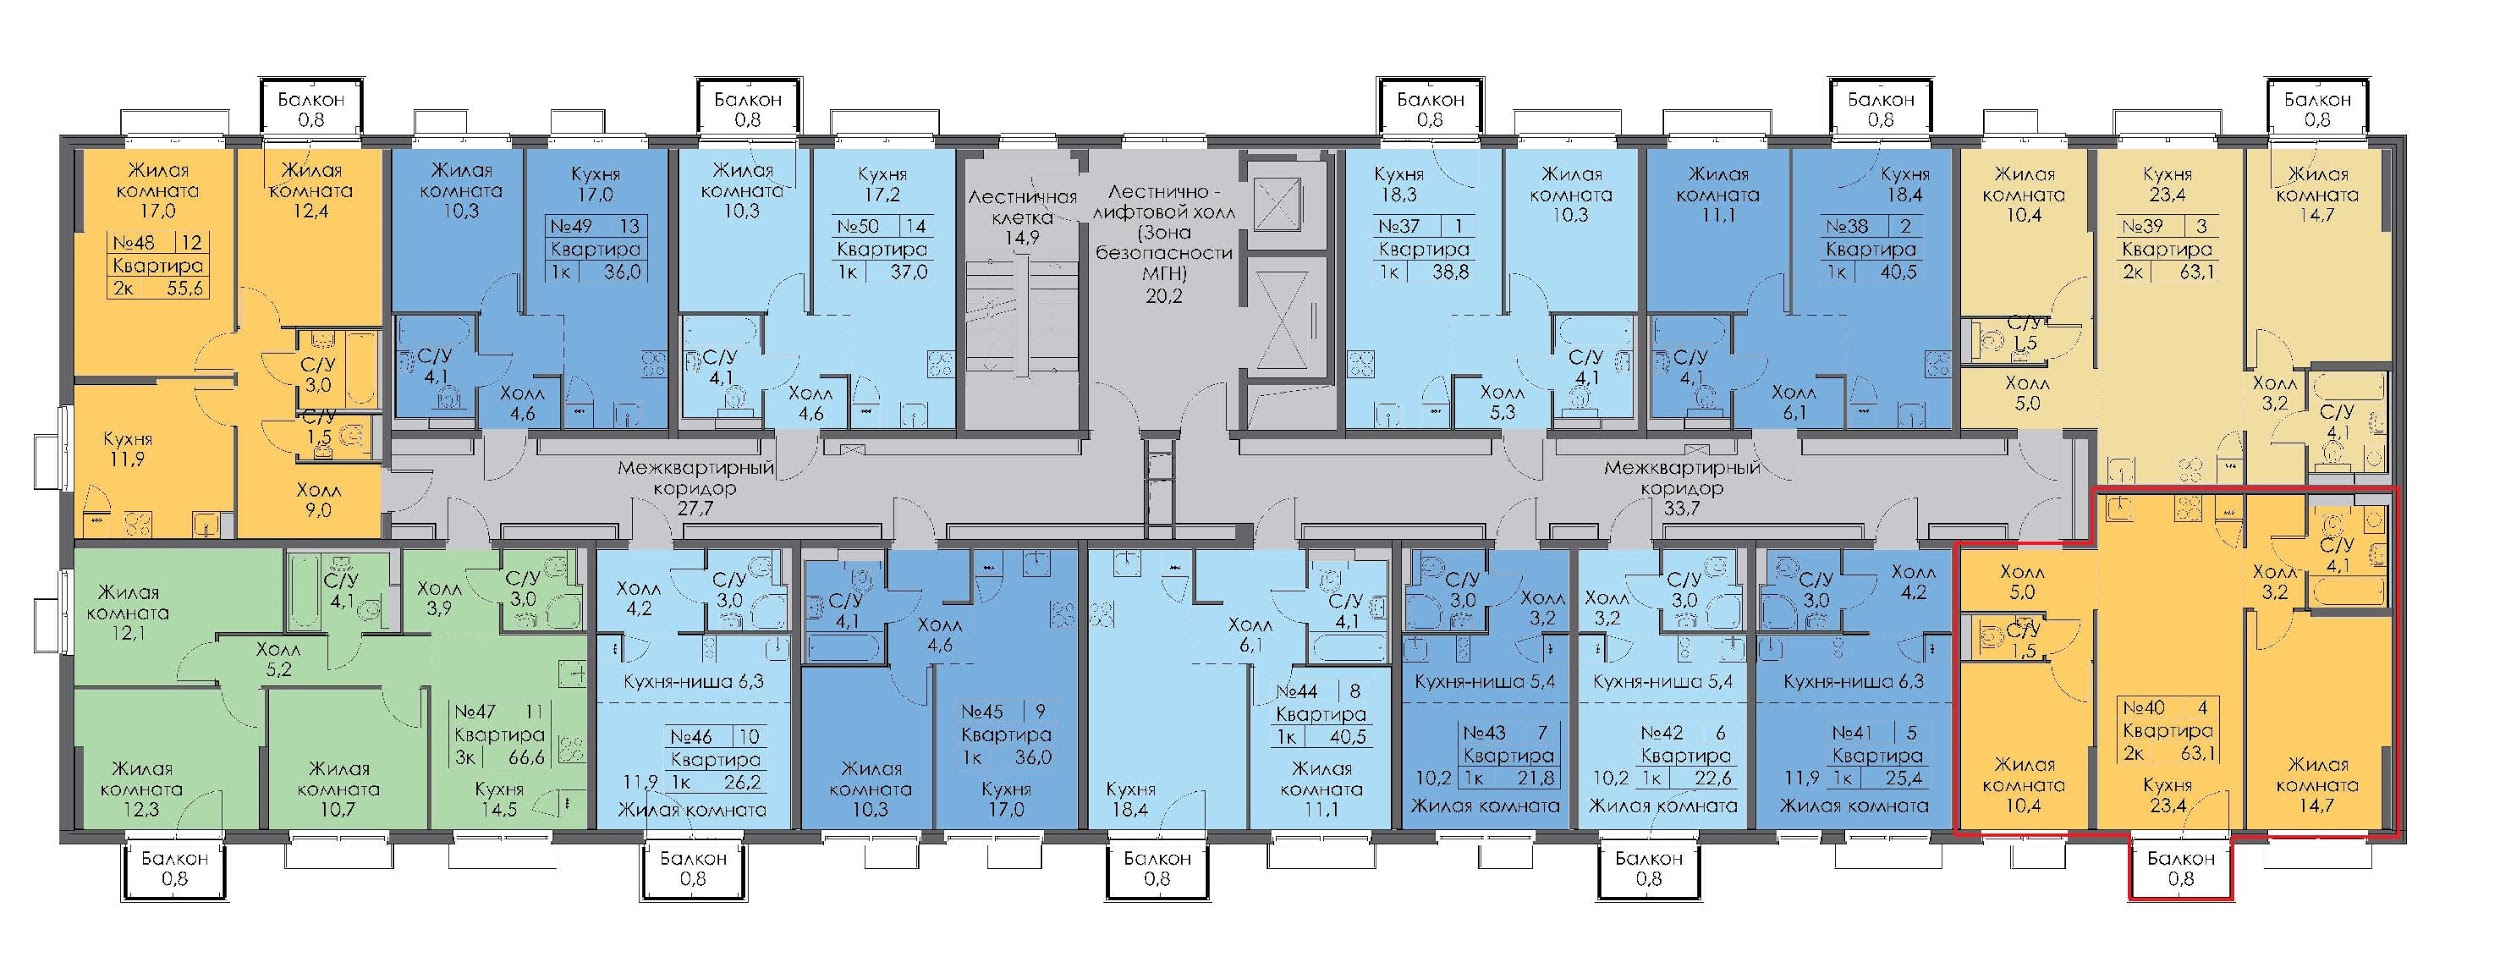 Балкон
0,8
Балкон
0,8
Балкон
0,8
Балкон
0,8
Балкон
0,8
Жилая
комната
17,0
№48 12
Квартира
2к 55,6
Жилая
комната
12,4
С/У
3,0
С/У
1,5
Кухня
11,9
Холл
9,0
Жилая
комната
10,3
Кухня
17,0
№49 13
Квартира
1к 36,0
С/У
4,1
Холл
4,6
Жилая
комната
10,3
Кухня
17,2
№50 14
Квартира
1к 37,0
С/У
4,1
Холл
4,6
Лестничная
клетка
14,9
Лестнично -
лифтовой холл
(Зона
безопасности
МГН)
20,2
Кухня
18,3
№37 1
Квартира
1к 38,8
Жилая
комната
10,3
Холл
5,3
С/У
4,1
Жилая
комната
11,1
Кухня
18,4
№38 2
Квартира
1к 40,5
С/У
4,1
Холл
6,1
Жилая
комната
10,4
С/У
1,5
Холл
5,0
Кухня
23,4
№39 3
Квартира
2к 63,1
Жилая
комната
14,7
Холл
3,2
С/У
4,1
Межквартирный
коридор
27,7
Межквартирный
коридор
33,7
Жилая
комната
12,1
С/У
4,1
Холл
3,9
С/У
3,0
Холл
5,2
Жилая
комната
12,3
Жилая
комната
10,7
№47 11
Квартира
3к 66,6
Кухня
14,5
Холл
4,2
С/У
3,0
Кухня-ниша 6,3
№46 10
Квартира
11,9 1к 26,2
Жилая комната
С/У
4,1
Холл
4,6
Жилая
комната
10,3
№45 9
Квартира
1к 36,0
Кухня
17,0
Кухня
18,4
Холл
6,1
С/У
4,1
№44 8
Квартира
1к 40,5
Жилая
комната
11,1
С/У
3,0
Холл
3,2
Кухня-ниша 5,4
№43 7
Квартира
10,2 1к 21,8
Жилая комната
Холл
3,2
С/У
3,0
Кухня-ниша 5,4
№42 6
Квартира
10,2 1к 22,6
Жилая комната
С/У
3,0
Холл
4,2
Кухня-ниша 6,3
№41 5
Квартира
11,9 1к 25,4
Жилая комната
Холл
5,0
С/У
1,5
Жилая
комната
10,4
№40 4
Квартира
2к 63,1
Кухня
23,4
Холл
3,2
С/У
4,1
Жилая
комната
14,7
Балкон
0,8
Балкон
0,8
Балкон
0,8
Балкон
0,8
Балкон
0,8